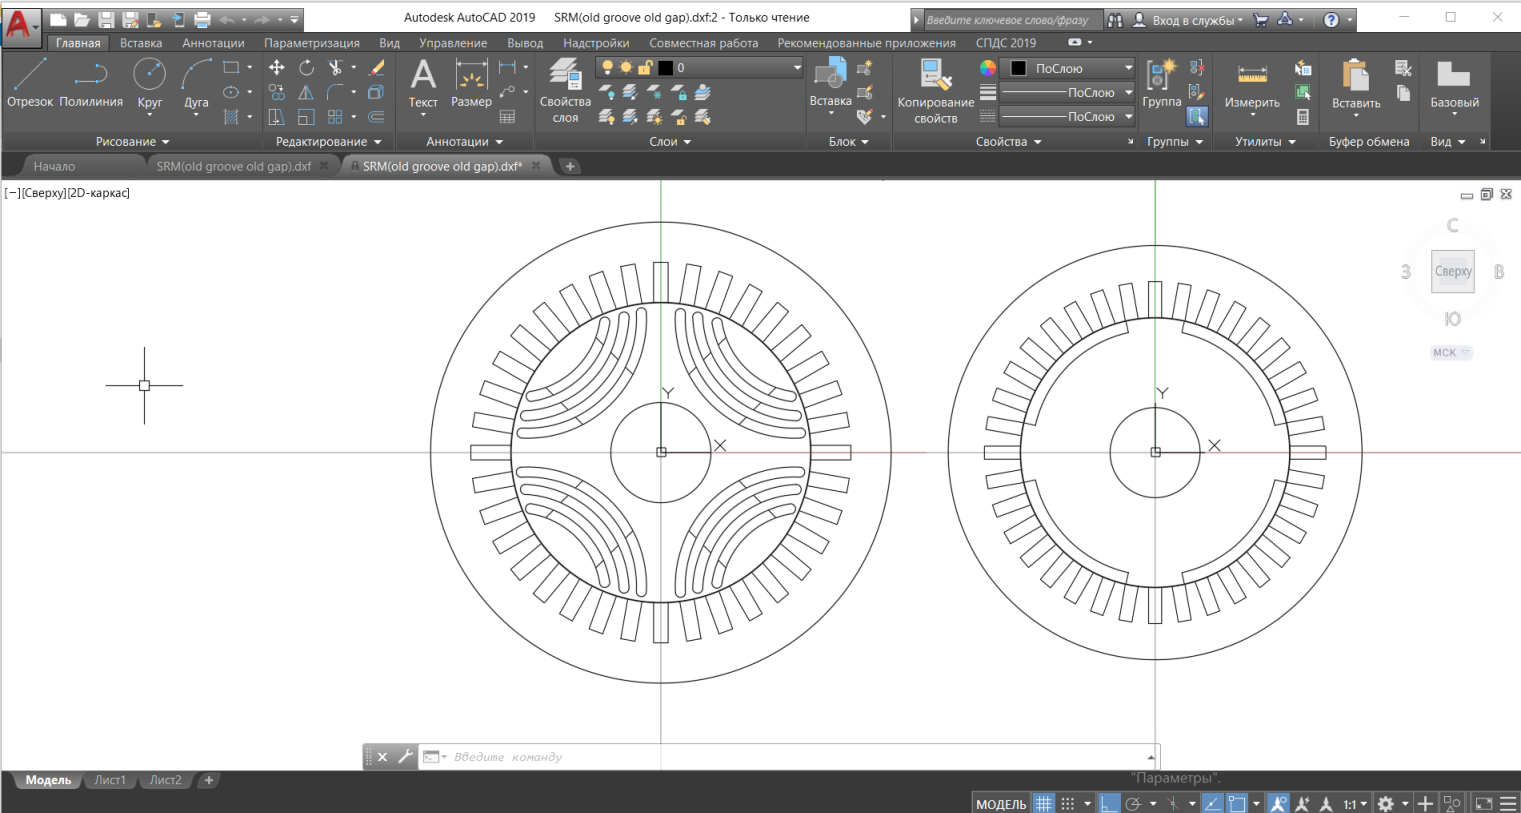 Autodesk AutoCAD 2019 SRM(old groove old gap).dxf:2 - Только чтение
Введите ключевое слово/фразу
Вход в службы
Главная Вставка Аннотации Параметризация Вид Управление Вывод Надстройки Совместная работа Рекомендованные приложения СПДС 2019
0
ПоСлою
ПоСлою
ПоСлою
Отрезок Полилиния Круг Дуга
Текст Размер
Свойства слоя
Вставка
Копирование свойств
Группа
Измерить
Вставить
Базовый
Рисование Редактирование Аннотации Слои Блок Свойства Группы Утилиты Буфер обмена Вид
Начало SRM(old groove old gap).dxf SRM(old groove old gap).dxf*
[−][Сверху][2D-каркас]
С
З Сверху В
Ю
МСК
Y
X
Y
X
Введите команду
"Параметры".
Модель Лист1 Лист2 +
МОДЕЛЬ 1:1